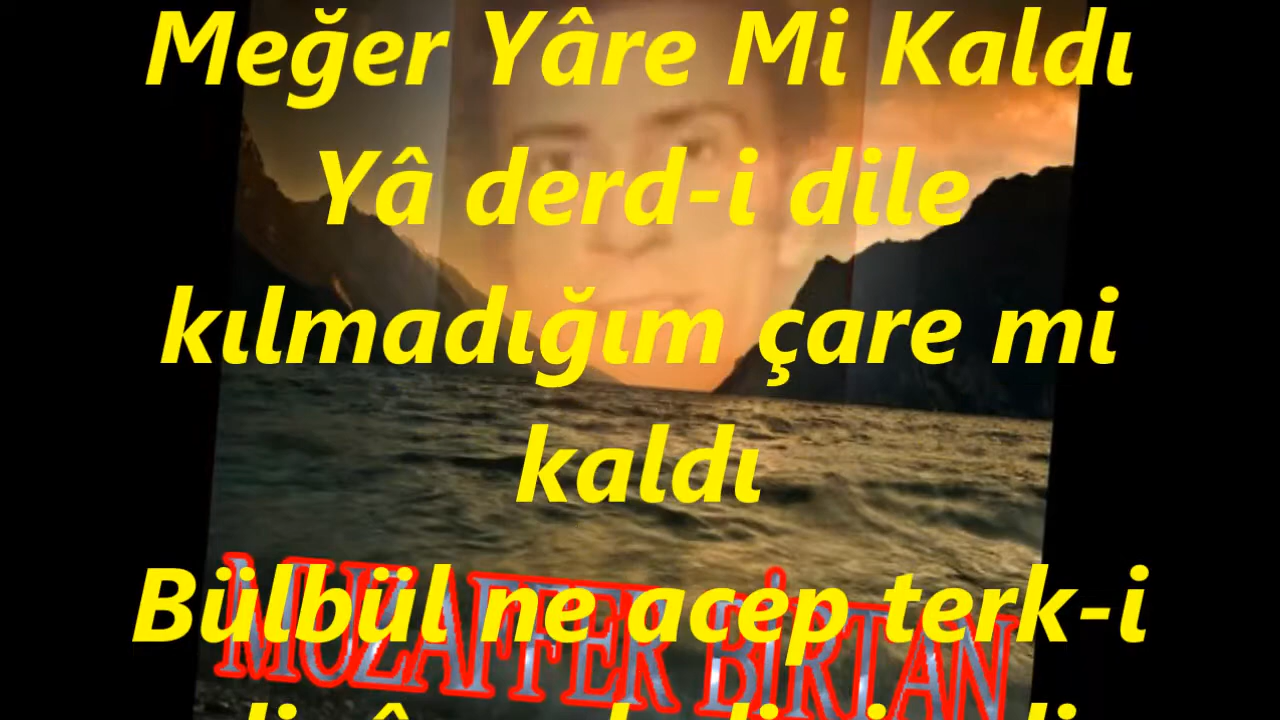 Meğer Yâre Mi Kaldı
Yâ derd-i dile
kılmadığım çare mi
kaldı
Bülbül ne acep terk-i
MUZAFFER BİRTAN